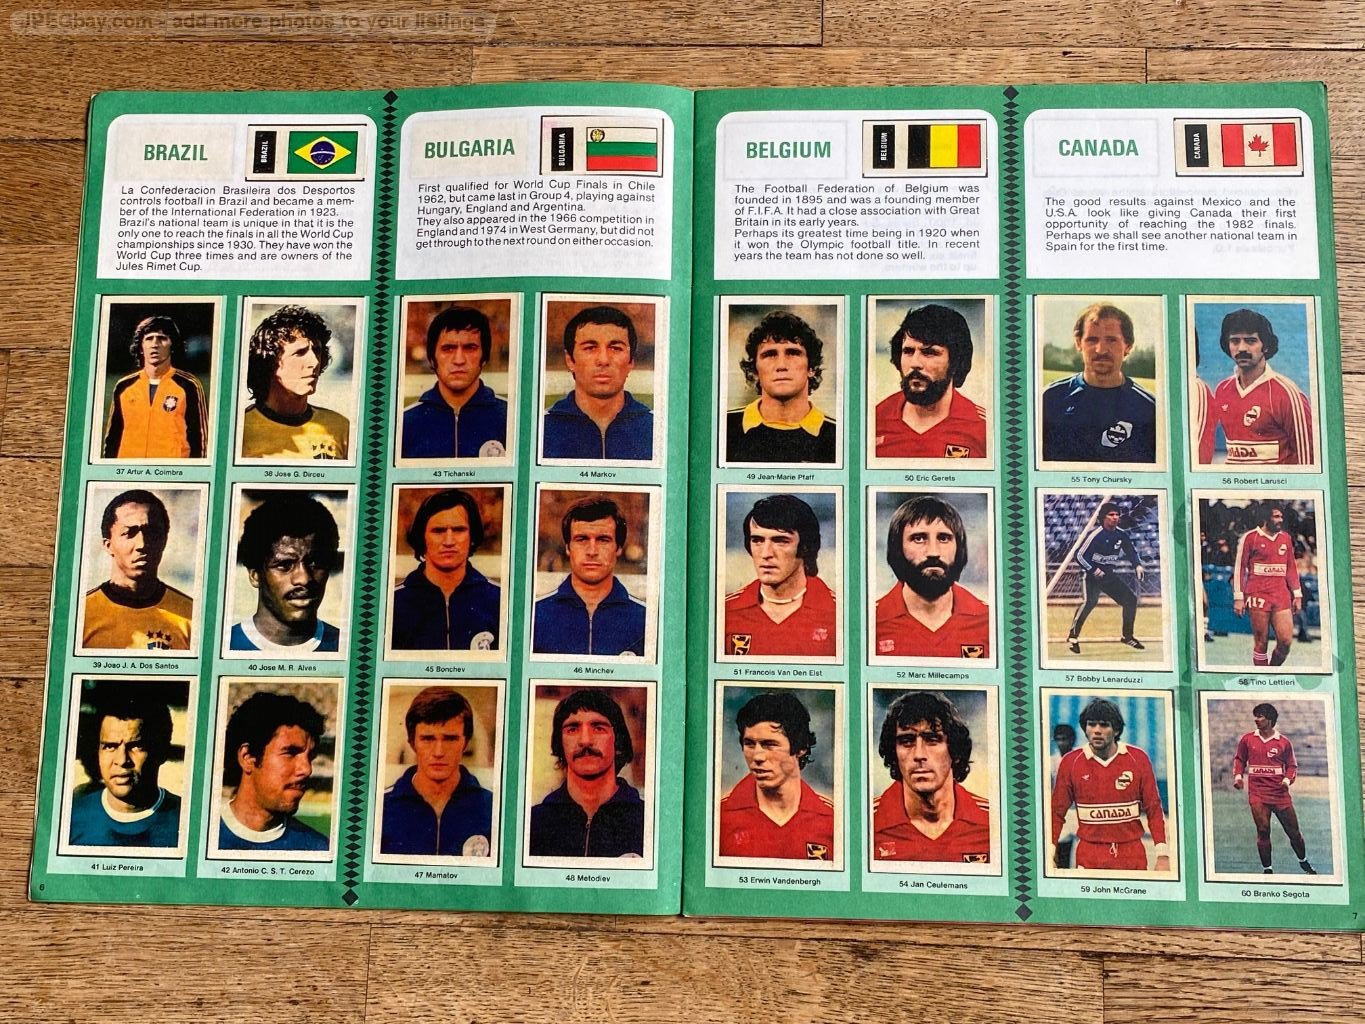 JPEGbay.com - add more photos to your listings
BRAZIL
BRAZIL
La Confederacion Brasileira dos Desportos
controls football in Brazil and became a mem-
ber of the International Federation in 1923.
Brazil's national team is unique in that it is the
only one to reach the finals in all the World Cup
championships since 1930. They have won the
World Cup three times and are owners of the
Jules Rimet Cup.
BULGARIA
BULGARIA
First qualified for World Cup Finals in Chile
1962, but came last in Group 4, playing against
Hungary, England and Argentina.
They also appeared in the 1966 competition in
England and 1974 in West Germany, but did not
get through to the next round on either occasion.
BELGIUM
BELGIUM
The Football Federation of Belgium was
founded in 1895 and was a founding member
of F.I.F.A. It had a close association with Great
Britain in its early years.
Perhaps its greatest time being in 1920 when
it won the Olympic football title. In recent
years the team has not done so well.
CANADA
CANADA
The good results against Mexico and the
U.S.A. look like giving Canada their first
opportunity of reaching the 1982 finals.
Perhaps we shall see another national team in
Spain for the first time.
37 Artur A. Coimbra
38 Jose G. Dirceu
43 Tichanski
44 Markov
49 Jean-Marie Pfaff
50 Eric Gerets
55 Tony Chursky
56 Robert Larusci
39 Joao J. A. Dos Santos
40 Jose M. R. Alves
45 Bonchev
46 Minchev
51 Francois Van Den Elst
52 Marc Millecamps
57 Bobby Lenarduzzi
CANADA
58 Tino Lettieri
41 Luiz Pereira
42 Antonio C. S. T. Cerezo
47 Mamatov
48 Metodiev
53 Erwin Vandenbergh
54 Jan Ceulemans
CANADA
59 John McGrane
CANADA
60 Branko Segota
6
7